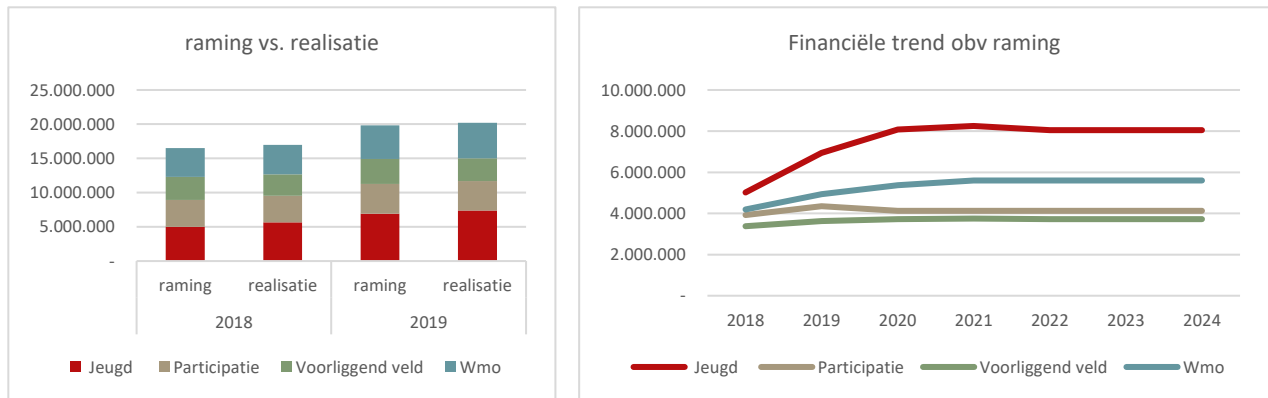 raming vs. realisatie
25.000.000
20.000.000
15.000.000
10.000.000
5.000.000
-
raming realisatie raming realisatie
2018 2019
Jeugd Participatie Voorliggend veld Wmo
Financiële trend obv raming
10.000.000
8.000.000
6.000.000
4.000.000
2.000.000
-
2018 2019 2020 2021 2022 2023 2024
Jeugd Participatie Voorliggend veld Wmo